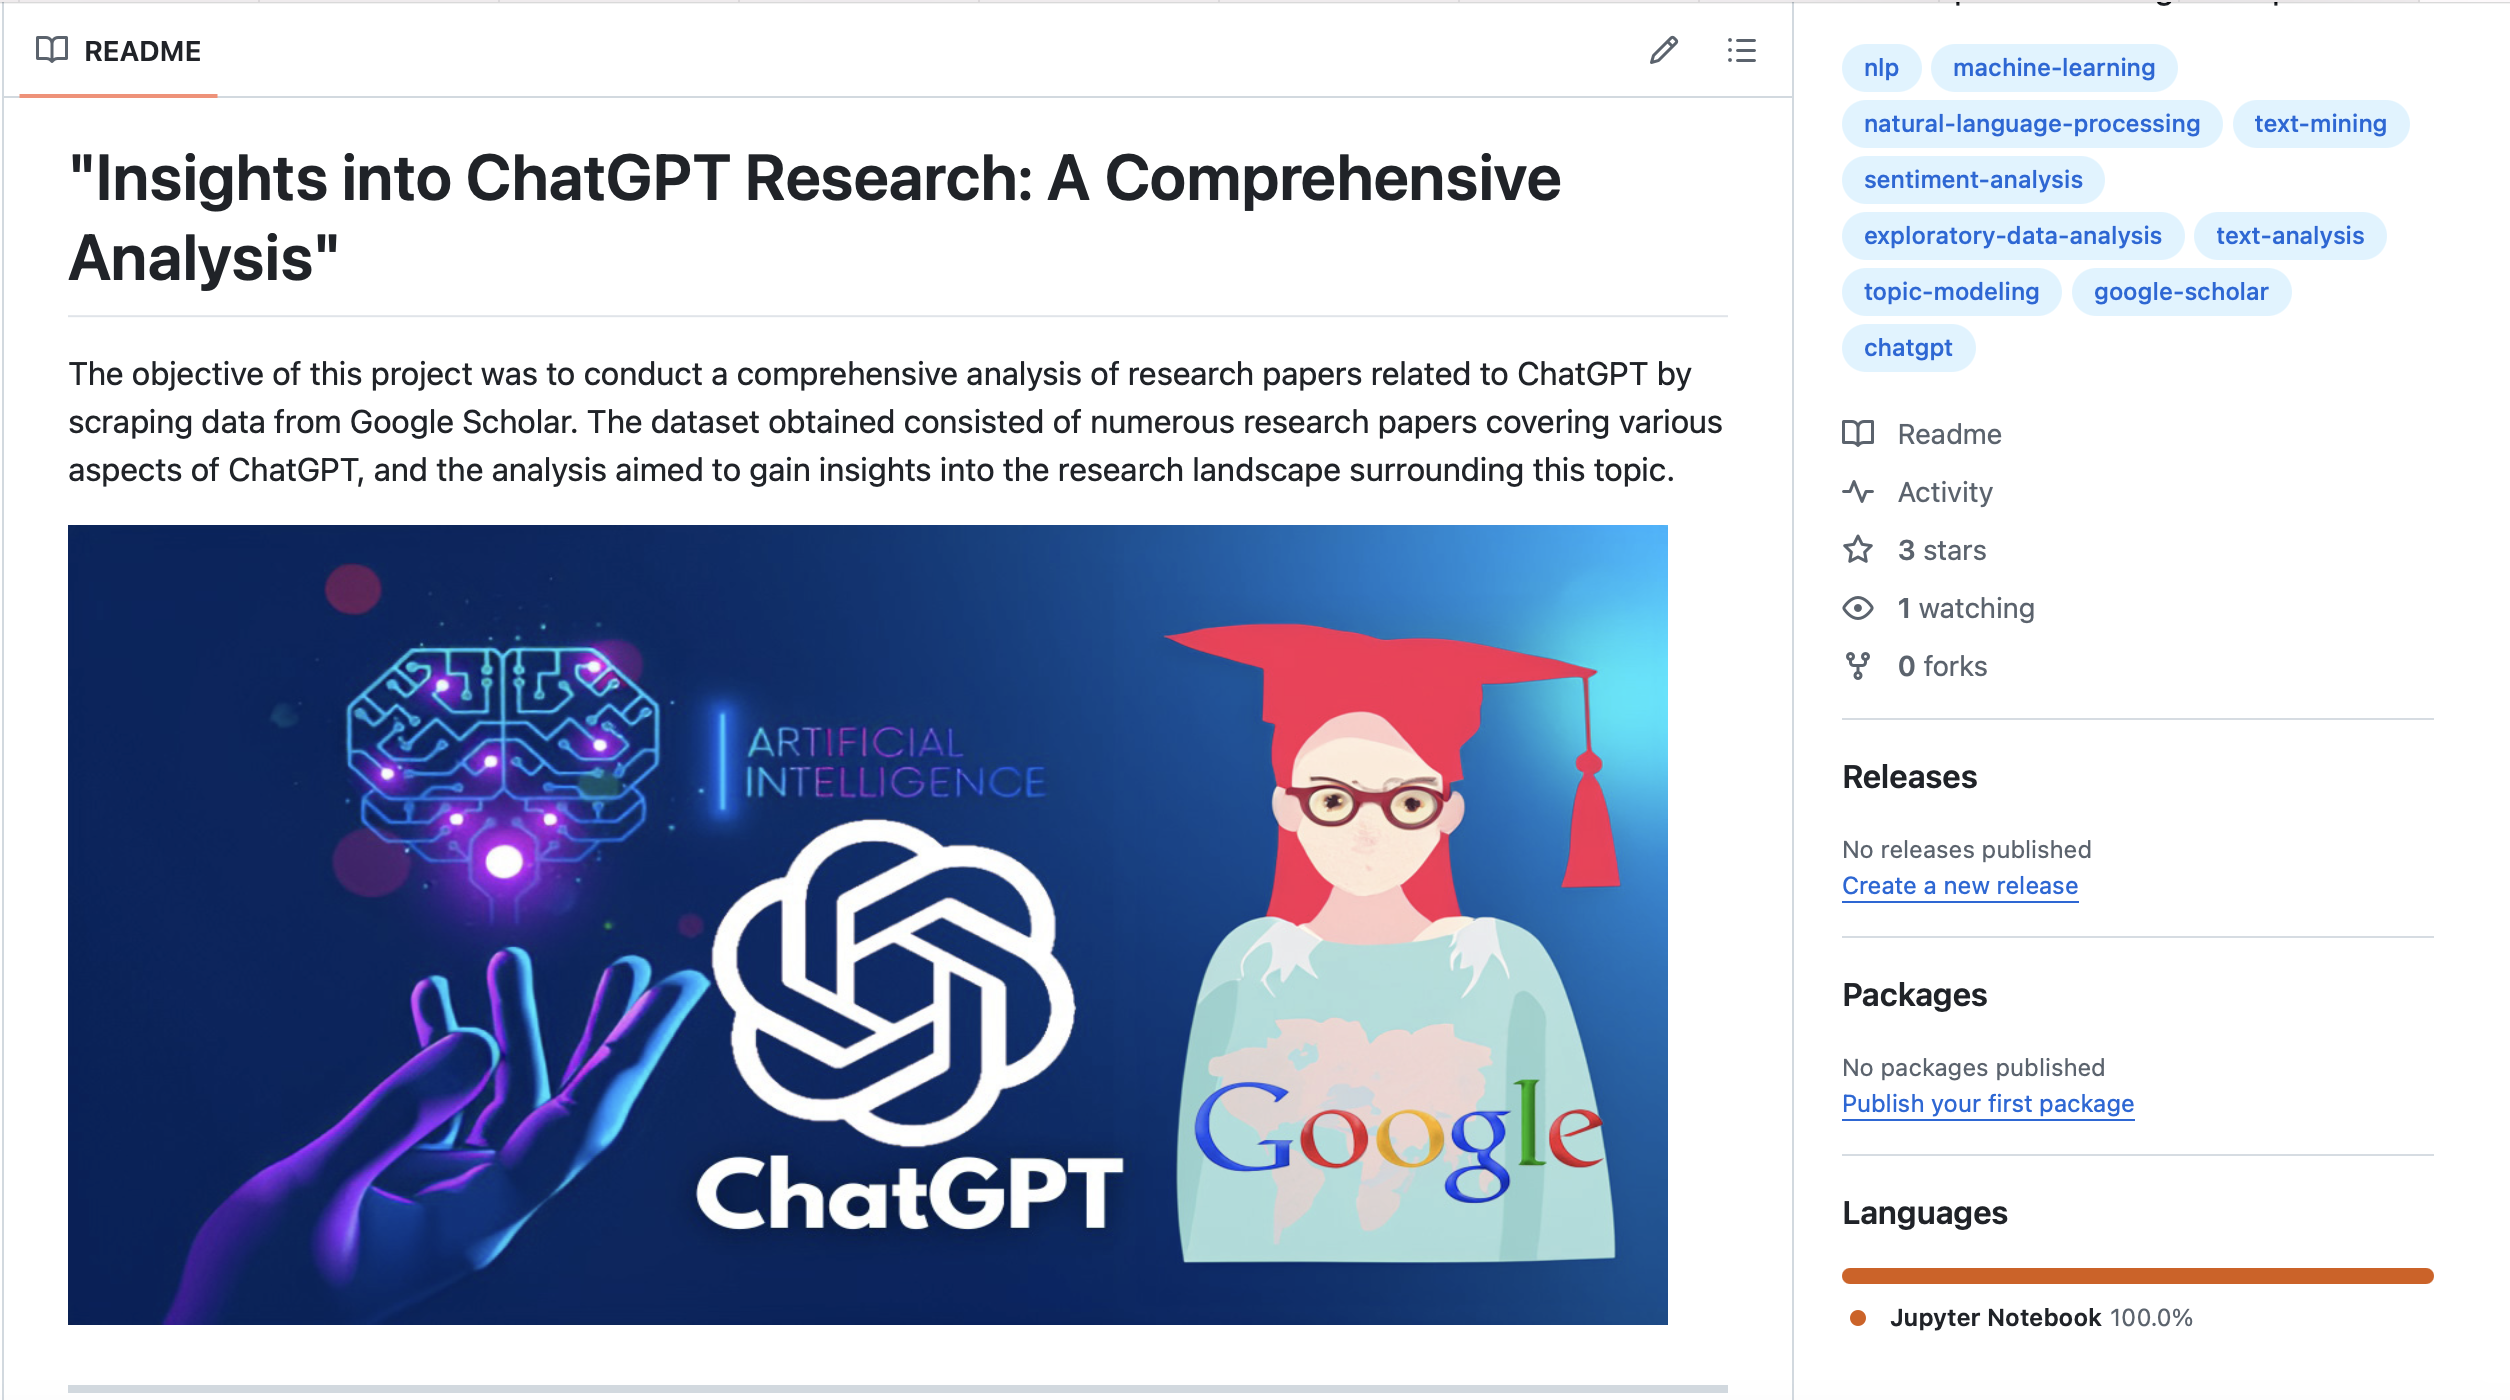 README
"Insights into ChatGPT Research: A Comprehensive
Analysis"
The objective of this project was to conduct a comprehensive analysis of research papers related to ChatGPT by
scraping data from Google Scholar. The dataset obtained consisted of numerous research papers covering various
aspects of ChatGPT, and the analysis aimed to gain insights into the research landscape surrounding this topic.
ARTIFICIAL
INTELLIGENCE
ChatGPT
Google
nlp machine-learning
natural-language-processing text-mining
sentiment-analysis
exploratory-data-analysis text-analysis
topic-modeling google-scholar
chatgpt
Readme
Activity
3 stars
1 watching
0 forks
Releases
No releases published
Create a new release
Packages
No packages published
Publish your first package
Languages
Jupyter Notebook 100.0%